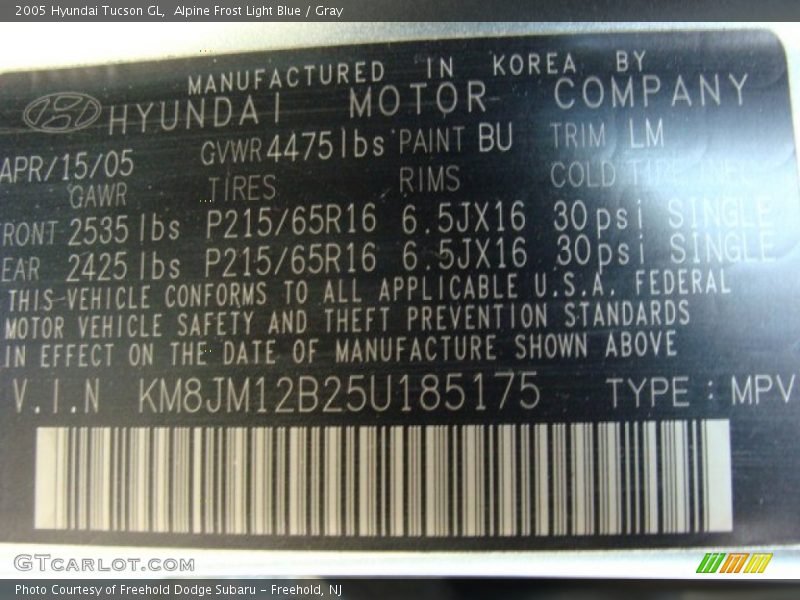 2005 Hyundai Tucson GL,  Alpine Frost Light Blue / Gray
MANUFACTURED IN KOREA BY
HYUNDAI MOTOR COMPANY
APR/15/05 GVWR 4475lbs PAINT BU TRIM LM
GAWR TIRES RIMS COLD
FRONT 2535 lbs P215/65R16 6.5JX16 30psi SINGLE
REAR 2425 lbs P215/65R16 6.5JX16 30psi SINGLE
THIS VEHICLE CONFORMS TO ALL APPLICABLE U.S.A. FEDERAL
MOTOR VEHICLE SAFETY AND THEFT PREVENTION STANDARDS
IN EFFECT ON THE DATE OF MANUFACTURE SHOWN ABOVE
V.I.N KM8JM12B25U185175 TYPE : MPV
GTCARLOT.COM
Photo Courtesy of Freehold Dodge Subaru - Freehold, NJ